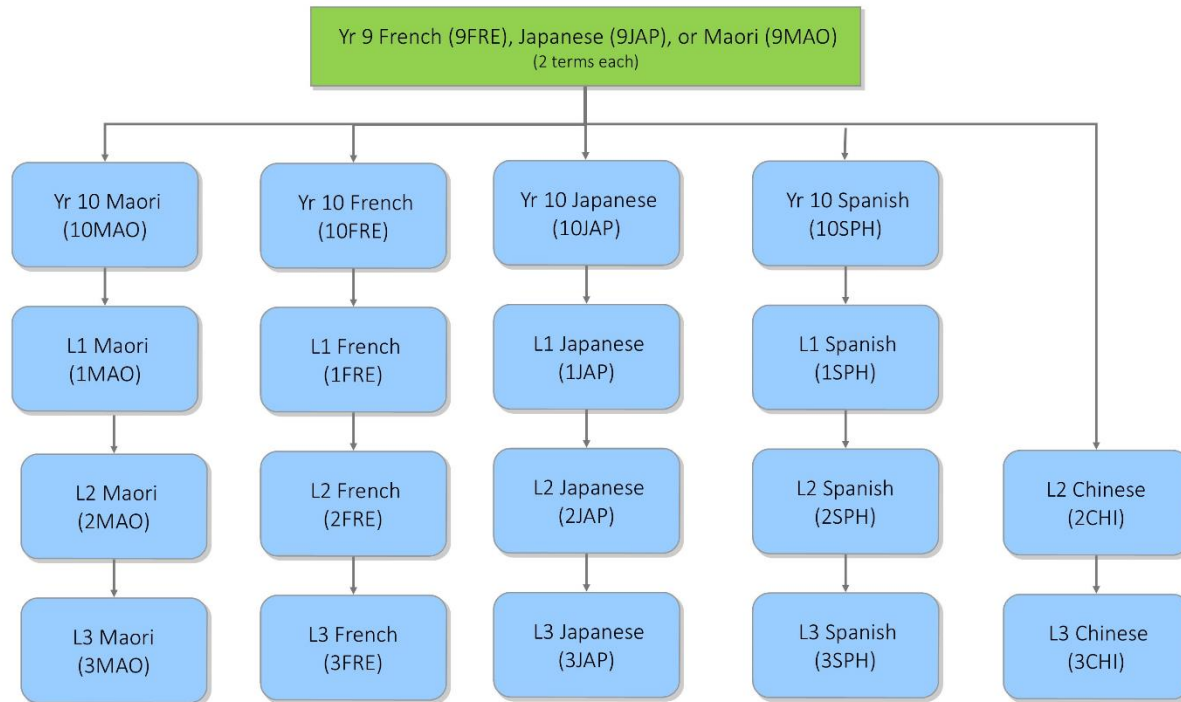 Yr 9 French (9FRE), Japanese (9JAP), or Maori (9MAO)
(2 terms each)
Yr 10 Maori
(10MAO)
Yr 10 French
(10FRE)
Yr 10 Japanese
(10JAP)
Yr 10 Spanish
(10SPH)
L1 Maori
(1MAO)
L1 French
(1FRE)
L1 Japanese
(1JAP)
L1 Spanish
(1SPH)
L2 Maori
(2MAO)
L2 French
(2FRE)
L2 Japanese
(2JAP)
L2 Spanish
(2SPH)
L2 Chinese
(2CHI)
L3 Maori
(3MAO)
L3 French
(3FRE)
L3 Japanese
(3JAP)
L3 Spanish
(3SPH)
L3 Chinese
(3CHI)